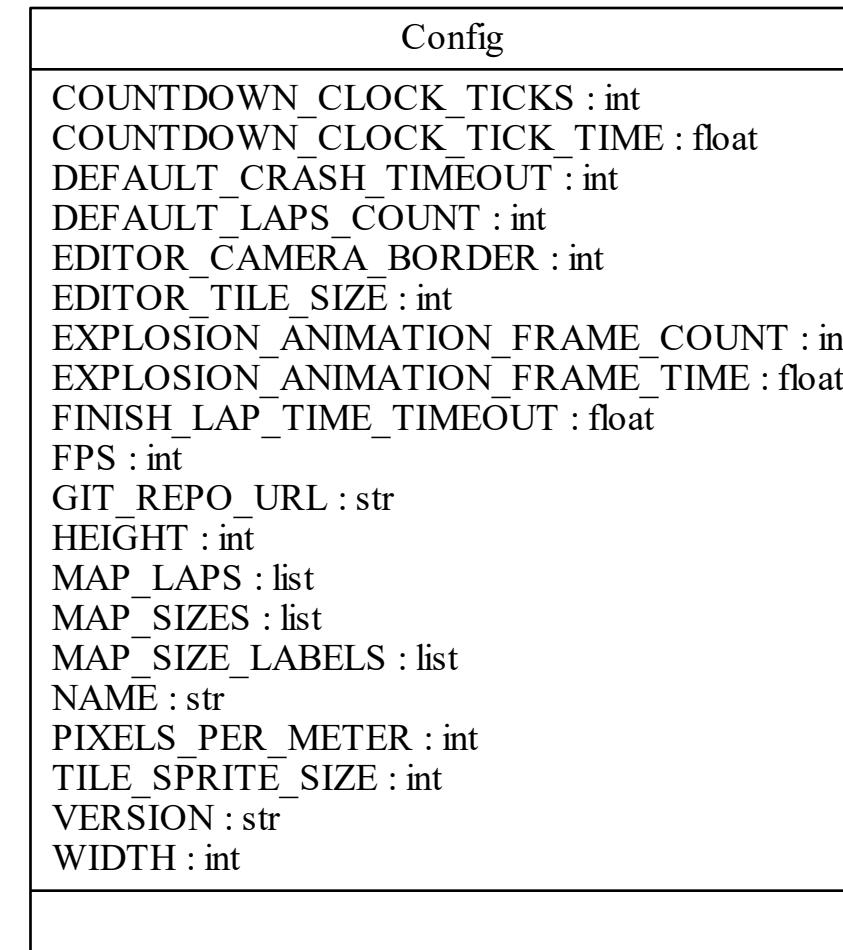 Config
COUNTDOWN_CLOCK_TICKS : int
COUNTDOWN_CLOCK_TICK_TIME : float
DEFAULT_CRASH_TIMEOUT : int
DEFAULT_LAPS_COUNT : int
EDITOR_CAMERA_BORDER : int
EDITOR_TILE_SIZE : int
EXPLOSION_ANIMATION_FRAME_COUNT : in
EXPLOSION_ANIMATION_FRAME_TIME : float
FINISH_LAP_TIME_TIMEOUT : float
FPS : int
GIT_REPO_URL : str
HEIGHT : int
MAP_LAPS : list
MAP_SIZES : list
MAP_SIZE_LABELS : list
NAME : str
PIXELS_PER_METER : int
TILE_SPRITE_SIZE : int
VERSION : str
WIDTH : int